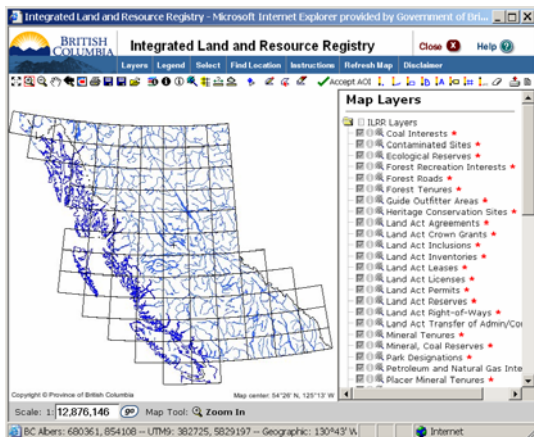 Integrated Land and Resource Registry - Microsoft Internet Explorer provided by Government of Bri...
BRITISH
COLUMBIA
Integrated Land and Resource Registry
Close X
Help ?
Layers Legend Select Find Location Instructions Refresh Map Disclaimer
Accept AOI
Map Layers
ILRR Layers
Coal Interests *
Contaminated Sites *
Ecological Reserves *
Forest Recreation Interests *
Forest Roads *
Forest Tenures *
Guide Outfitter Areas *
Heritage Conservation Sites *
Land Act Agreements *
Land Act Crown Grants *
Land Act Inclusions *
Land Act Inventories *
Land Act Leases *
Land Act Licenses *
Land Act Permits *
Land Act Reserves *
Land Act Right-of-Ways *
Land Act Transfer of Admin/Co
Mineral Tenures *
Mineral, Coal Reserves *
Park Designations *
Petroleum and Natural Gas Inte
Placer Mineral Tenures *
Copyright © Province of British Columbia
Map center: 54°26' N, 125°13' W
Scale: 1: 12,876,146 go Map Tool: Zoom In
BC Albers: 680361, 854108 -- UTM9: 382725, 5829197 -- Geographic: 130°43' W
Internet